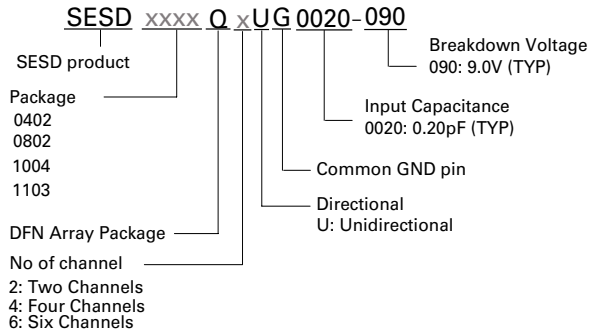 SESD xxxx Q x U G 0020-090
Breakdown Voltage
090: 9.0V (TYP)
SESD product
Package
0402
0802
1004
1103
Input Capacitance
0020: 0.20pF (TYP)
Common GND pin
Directional
U: Unidirectional
DFN Array Package
No of channel
2: Two Channels
4: Four Channels
6: Six Channels